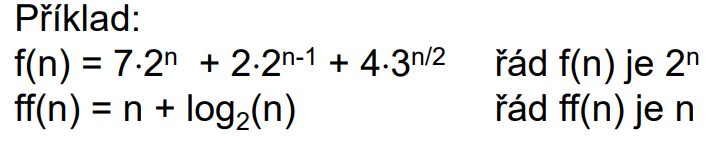 Příklad:
f(n) = 7·2ⁿ + 2·2ⁿ⁻¹ + 4·3ⁿ/² řád f(n) je 2ⁿ
ff(n) = n + log₂(n) řád ff(n) je n